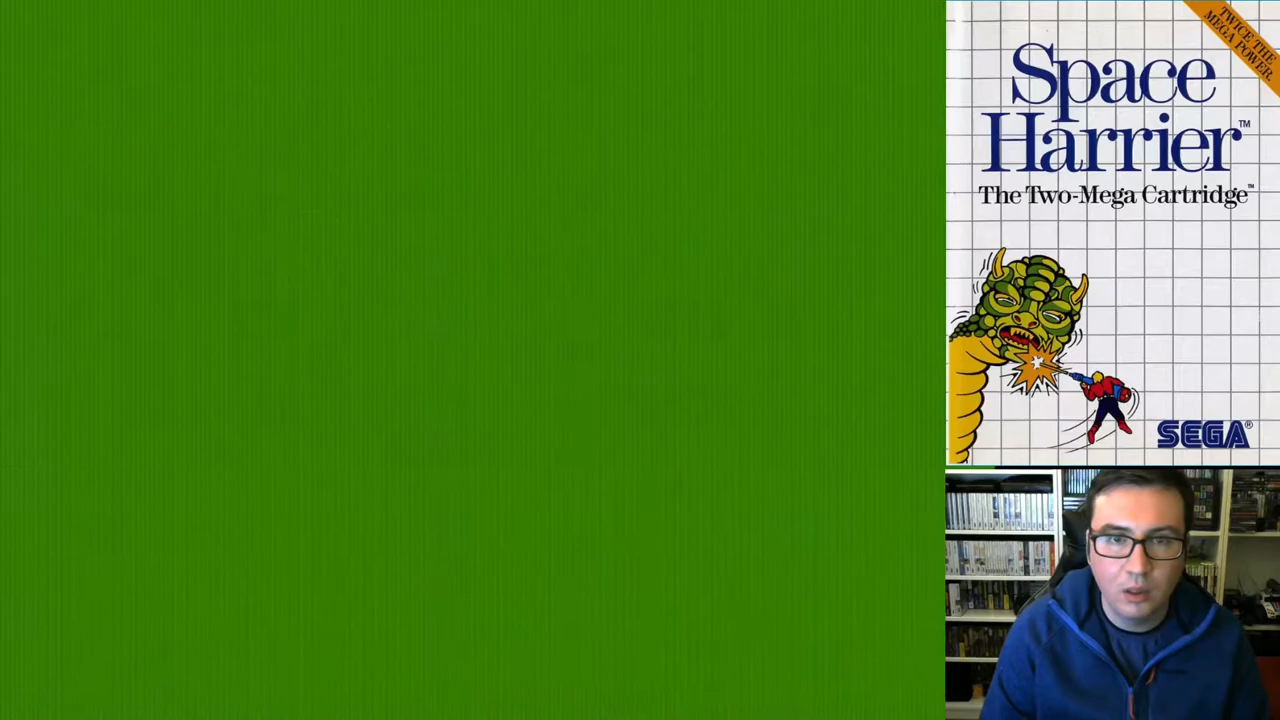 TWICE THE
MEGA POWER.
Space
Harrier™
The Two-Mega Cartridge™
SEGA®